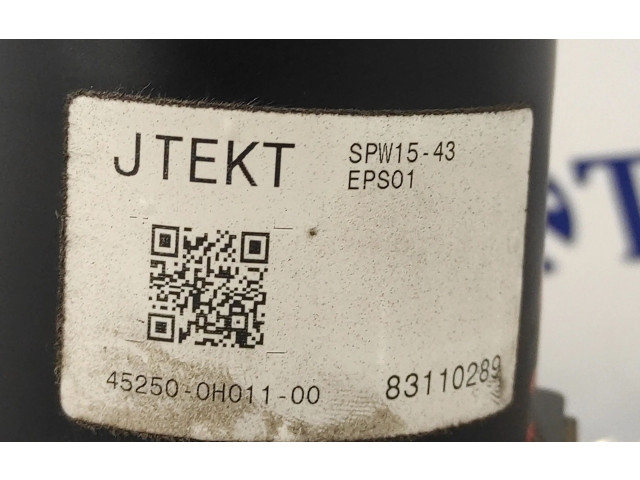 JTEKT
SPW15-43
EPS01
45250-0H011-00
83110289